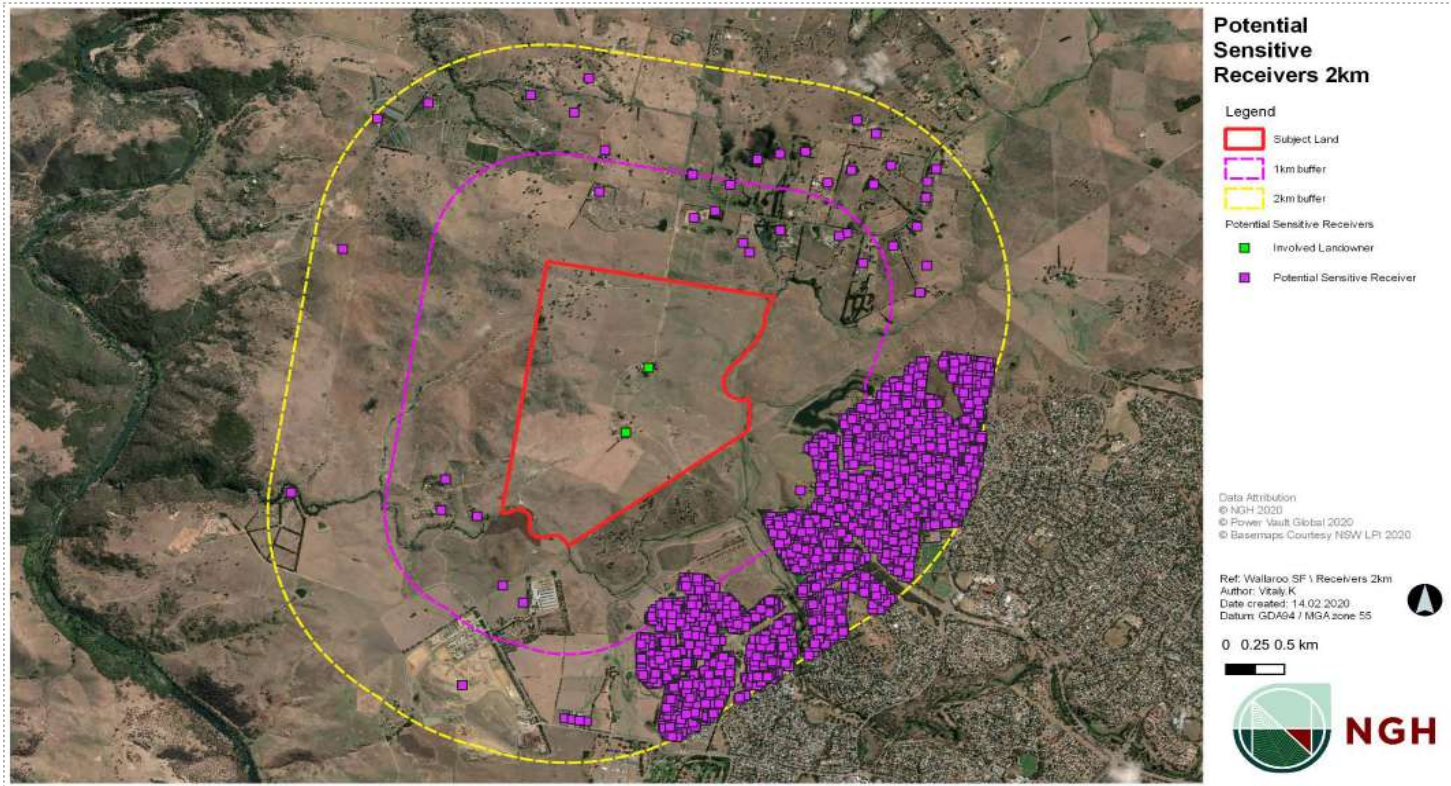 Potential
Sensitive
Receivers 2km
Legend
Subject Land
1km buffer
2km buffer
Potential Sensitive Receivers
Involved Landowner
Potential Sensitive Receiver
Data Attribution
© NGH 2020
© Power Vault Global 2020
© Basemaps Courtesy NSW LPI 2020
Ref: Wallaroo SF \ Receivers 2km
Author: Vitaly.K
Date created: 14.02.2020
Datum: GDA94 / MGA zone 55
0 0.25 0.5 km
NGH